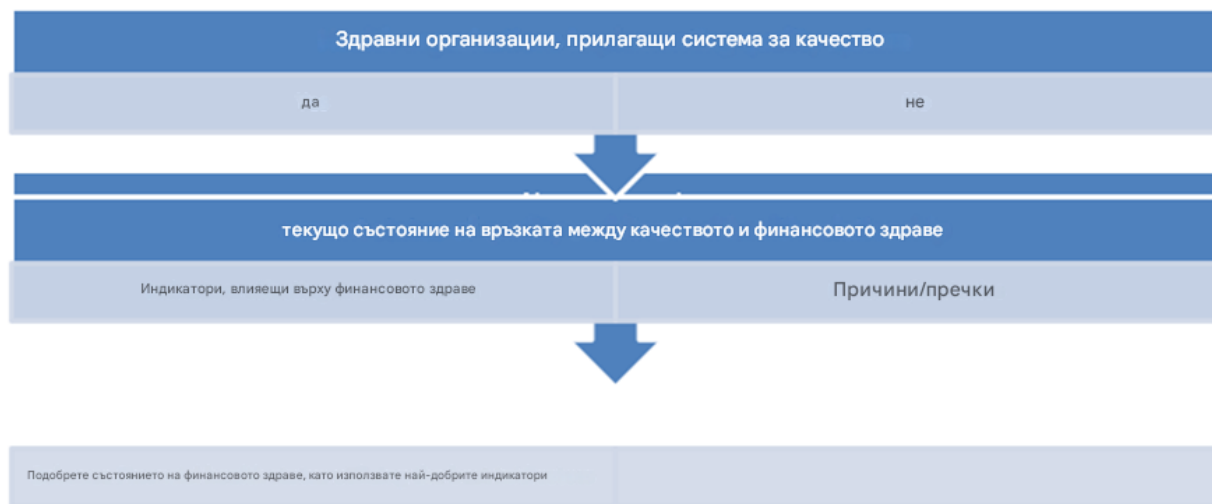 Здравни организации, прилагащи система за качество
да
не
текущо състояние на връзката между качеството и финансовото здраве
Индикатори, влияещи върху финансовото здраве
Причини/пречки
Подобрете състоянието на финансовото здраве, като използвате най-добрите индикатори